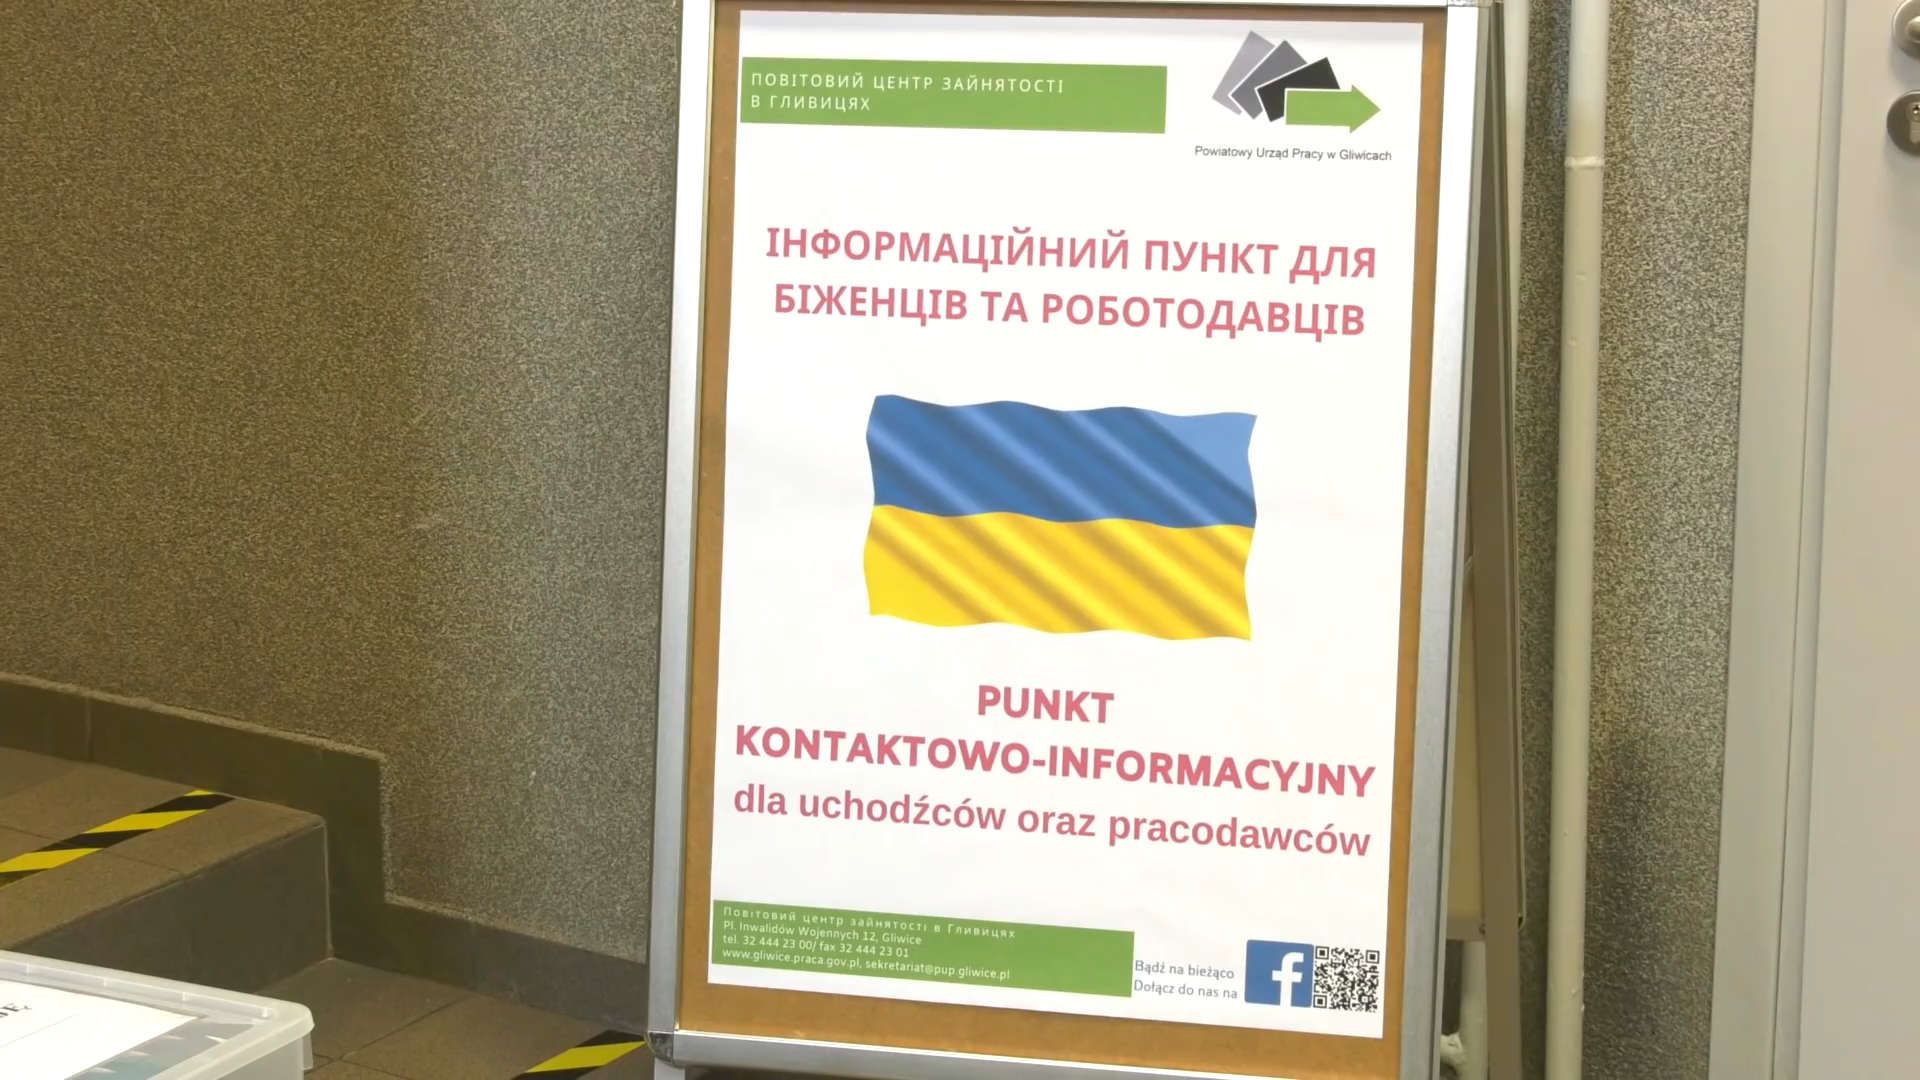 ПОВІТОВИЙ ЦЕНТР ЗАЙНЯТОСТІ
В ГЛИВИЦЯХ
Powiatowy Urząd Pracy w Gliwicach
ІНФОРМАЦІЙНИЙ ПУНКТ ДЛЯ
БІЖЕНЦІВ ТА РОБОТОДАВЦІВ
PUNKT
KONTAKTOWO-INFORMACYJNY
dla uchodźców oraz pracodawców
Повітовий центр зайнятості в Гливицях
Pl. Inwalidów Wojennych 12, Gliwice
tel. 32 444 23 00/ fax 32 444 23 01
www.gliwice.praca.gov.pl, sekretariat@pup.gliwice.pl
Bądź na bieżąco
Dołącz do nas na